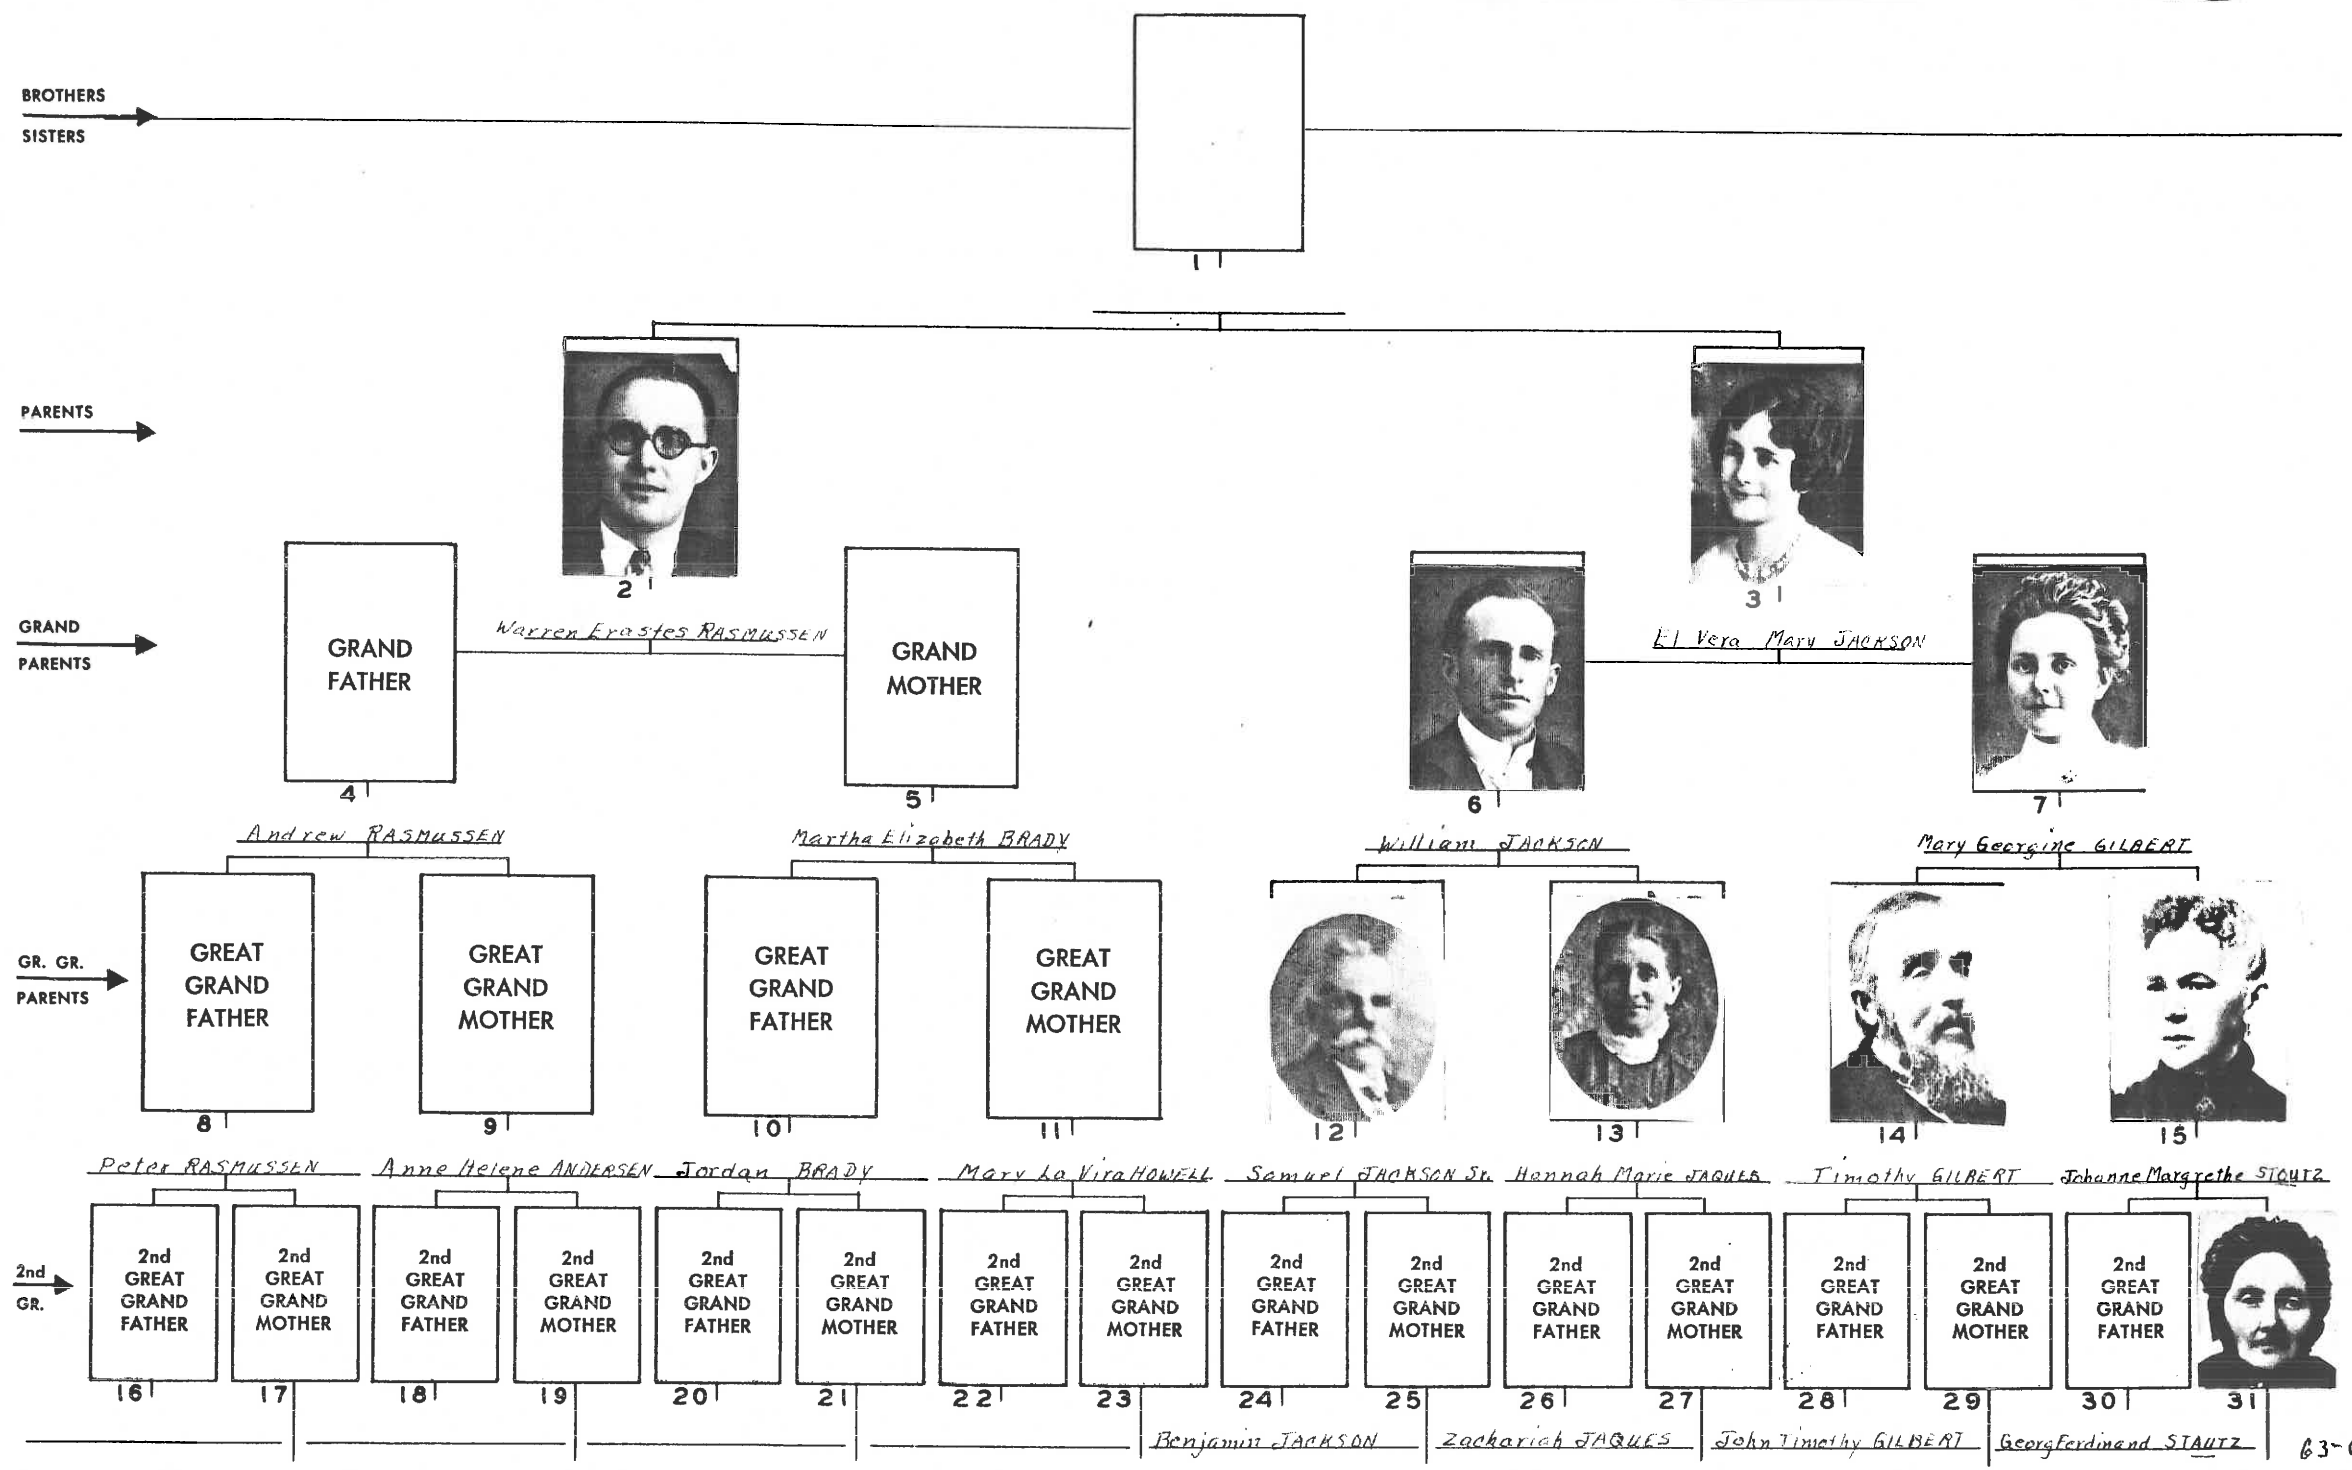 BROTHERS
SISTERS
1
PARENTS
2
3
GRAND
PARENTS
GRAND
FATHER
Warren Erastes RASMUSSEN
GRAND
MOTHER
El Vera Mary JACKSON
4
5
6
7
Andrew RASMUSSEN
Martha Elizabeth BRADY
William JACKSON
Mary Georgine GILBERT
GR. GR.
PARENTS
GREAT
GRAND
FATHER
GREAT
GRAND
MOTHER
GREAT
GRAND
FATHER
GREAT
GRAND
MOTHER
8
9
10
11
12
13
14
15
Peter RASMUSSEN
Anne Helene ANDERSEN
Jordan BRADY
Mary La Vira HOWELL
Samuel JACKSON Sr.
Hannah Marie JAQUES
Timothy GILBERT
Johanne Margrethe STOUTZ
2nd
GR.
2nd
GREAT
GRAND
FATHER
2nd
GREAT
GRAND
MOTHER
2nd
GREAT
GRAND
FATHER
2nd
GREAT
GRAND
MOTHER
2nd
GREAT
GRAND
FATHER
2nd
GREAT
GRAND
MOTHER
2nd
GREAT
GRAND
FATHER
2nd
GREAT
GRAND
MOTHER
2nd
GREAT
GRAND
FATHER
2nd
GREAT
GRAND
MOTHER
2nd
GREAT
GRAND
FATHER
2nd
GREAT
GRAND
MOTHER
2nd
GREAT
GRAND
FATHER
2nd
GREAT
GRAND
MOTHER
2nd
GREAT
GRAND
FATHER
16
17
18
19
20
21
22
23
24
25
26
27
28
29
30
31
Benjamin JACKSON
Zachariah JAQUES
John Timothy GILBERT
Georg Ferdinand STAUTZ